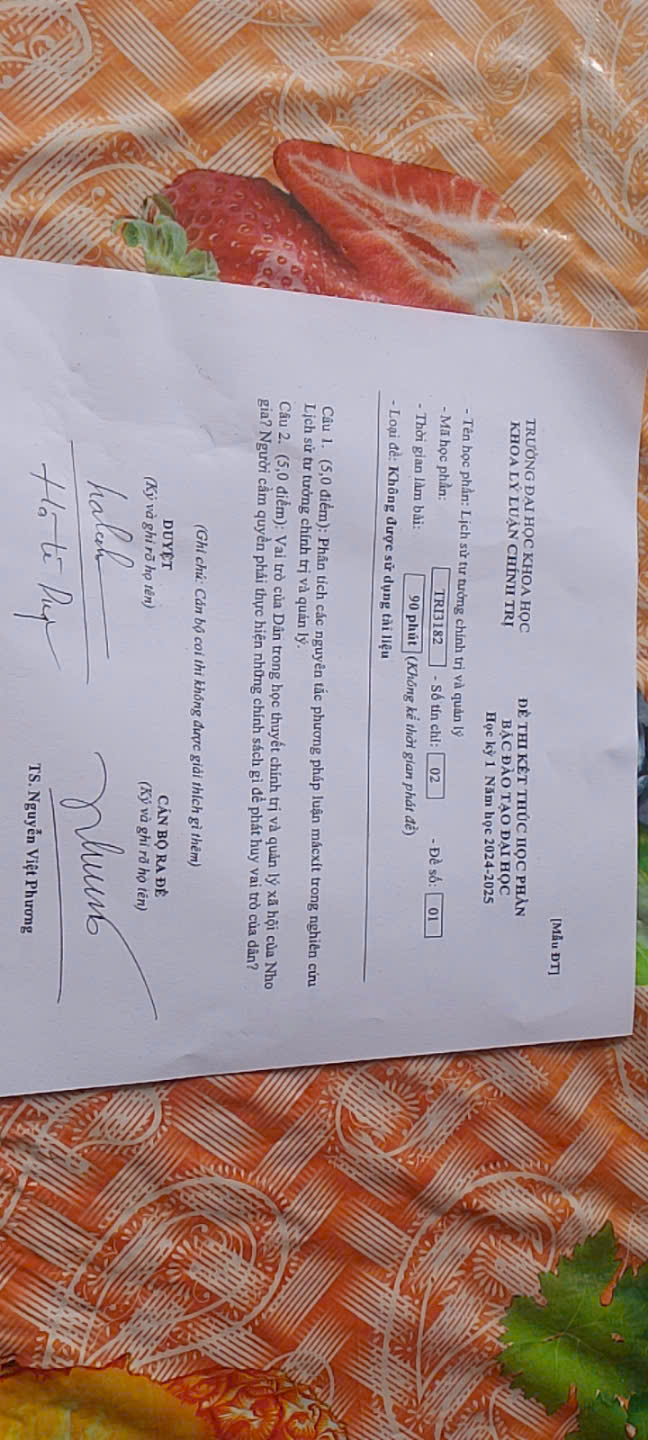 [Mẫu ĐT]
TRƯỜNG ĐẠI HỌC KHOA HỌC
KHOA LÝ LUẬN CHÍNH TRỊ
ĐỀ THI KẾT THÚC HỌC PHẦN
BẬC ĐÀO TẠO ĐẠI HỌC
Học kỳ 1 Năm học 2024-2025
- Tên học phần: Lịch sử tư tưởng chính trị và quản lý
- Mã học phần: TRI3182 - Số tín chỉ: 02 - Đề số: 01
- Thời gian làm bài: 90 phút (Không kể thời gian phát đề)
- Loại đề: Không được sử dụng tài liệu
Câu 1. (5,0 điểm): Phân tích các nguyên tắc phương pháp luận mácxít trong nghiên cứu
Lịch sử tư tưởng chính trị và quản lý.
Câu 2. (5,0 điểm): Vai trò của Dân trong học thuyết chính trị và quản lý xã hội của Nho
gia? Người cầm quyền phải thực hiện những chính sách gì để phát huy vai trò của dân?
(Ghi chú: Cán bộ coi thi không được giải thích gì thêm)
DUYỆT
(Ký và ghi rõ họ tên)
CÁN BỘ RA ĐỀ
(Ký và ghi rõ họ tên)
TS. Nguyễn Việt Phương